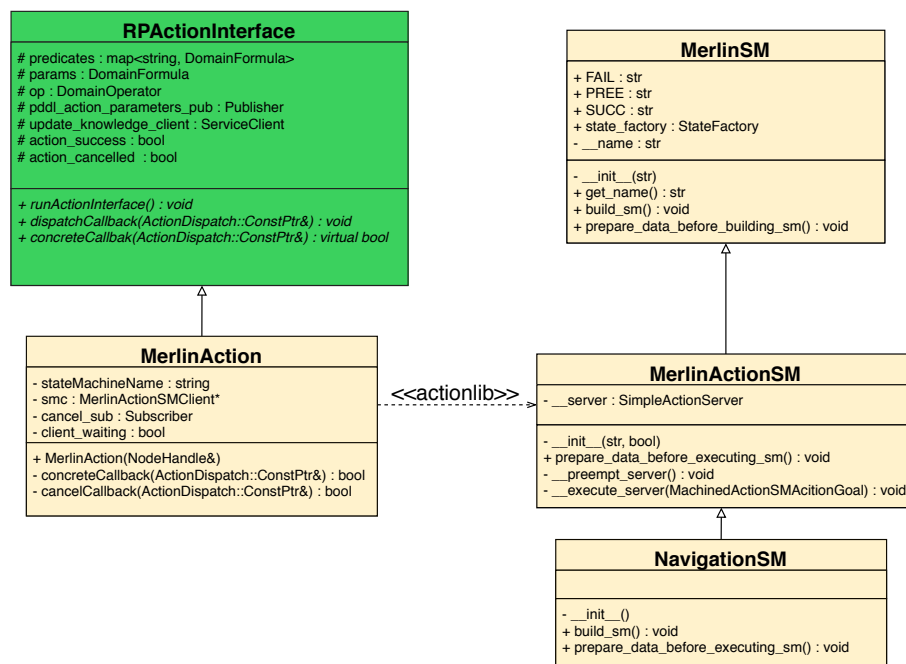 RPActionInterface
# predicates : map<string, DomainFormula>
# params : DomainFormula
# op : DomainOperator
# pddl_action_parameters_pub : Publisher
# update_knowledge_client : ServiceClient
# action_success : bool
# action_cancelled : bool
+ runActionInterface() : void
+ dispatchCallback(ActionDispatch::ConstPtr&) : void
+ concreteCallbak(ActionDispatch::ConstPtr&) : virtual bool
MerlinSM
+ FAIL : str
+ PREE : str
+ SUCC : str
+ state_factory : StateFactory
- __name : str
- __init__(str)
+ get_name() : str
+ build_sm() : void
+ prepare_data_before_building_sm() : void
MerlinAction
- stateMachineName : string
- smc : MerlinActionSMClient*
- cancel_sub : Subscriber
- client_waiting : bool
+ MerlinAction(NodeHandle&)
- concreteCallback(ActionDispatch::ConstPtr&) : bool
- cancelCallback(ActionDispatch::ConstPtr&) : bool
<<actionlib>>
MerlinActionSM
- __server : SimpleActionServer
- __init__(str, bool)
+ prepare_data_before_executing_sm() : void
- __preempt_server() : void
- __execute_server(MachinedActionSMAcitionGoal) : void
NavigationSM
- __init__()
+ build_sm() : void
+ prepare_data_before_executing_sm() : void